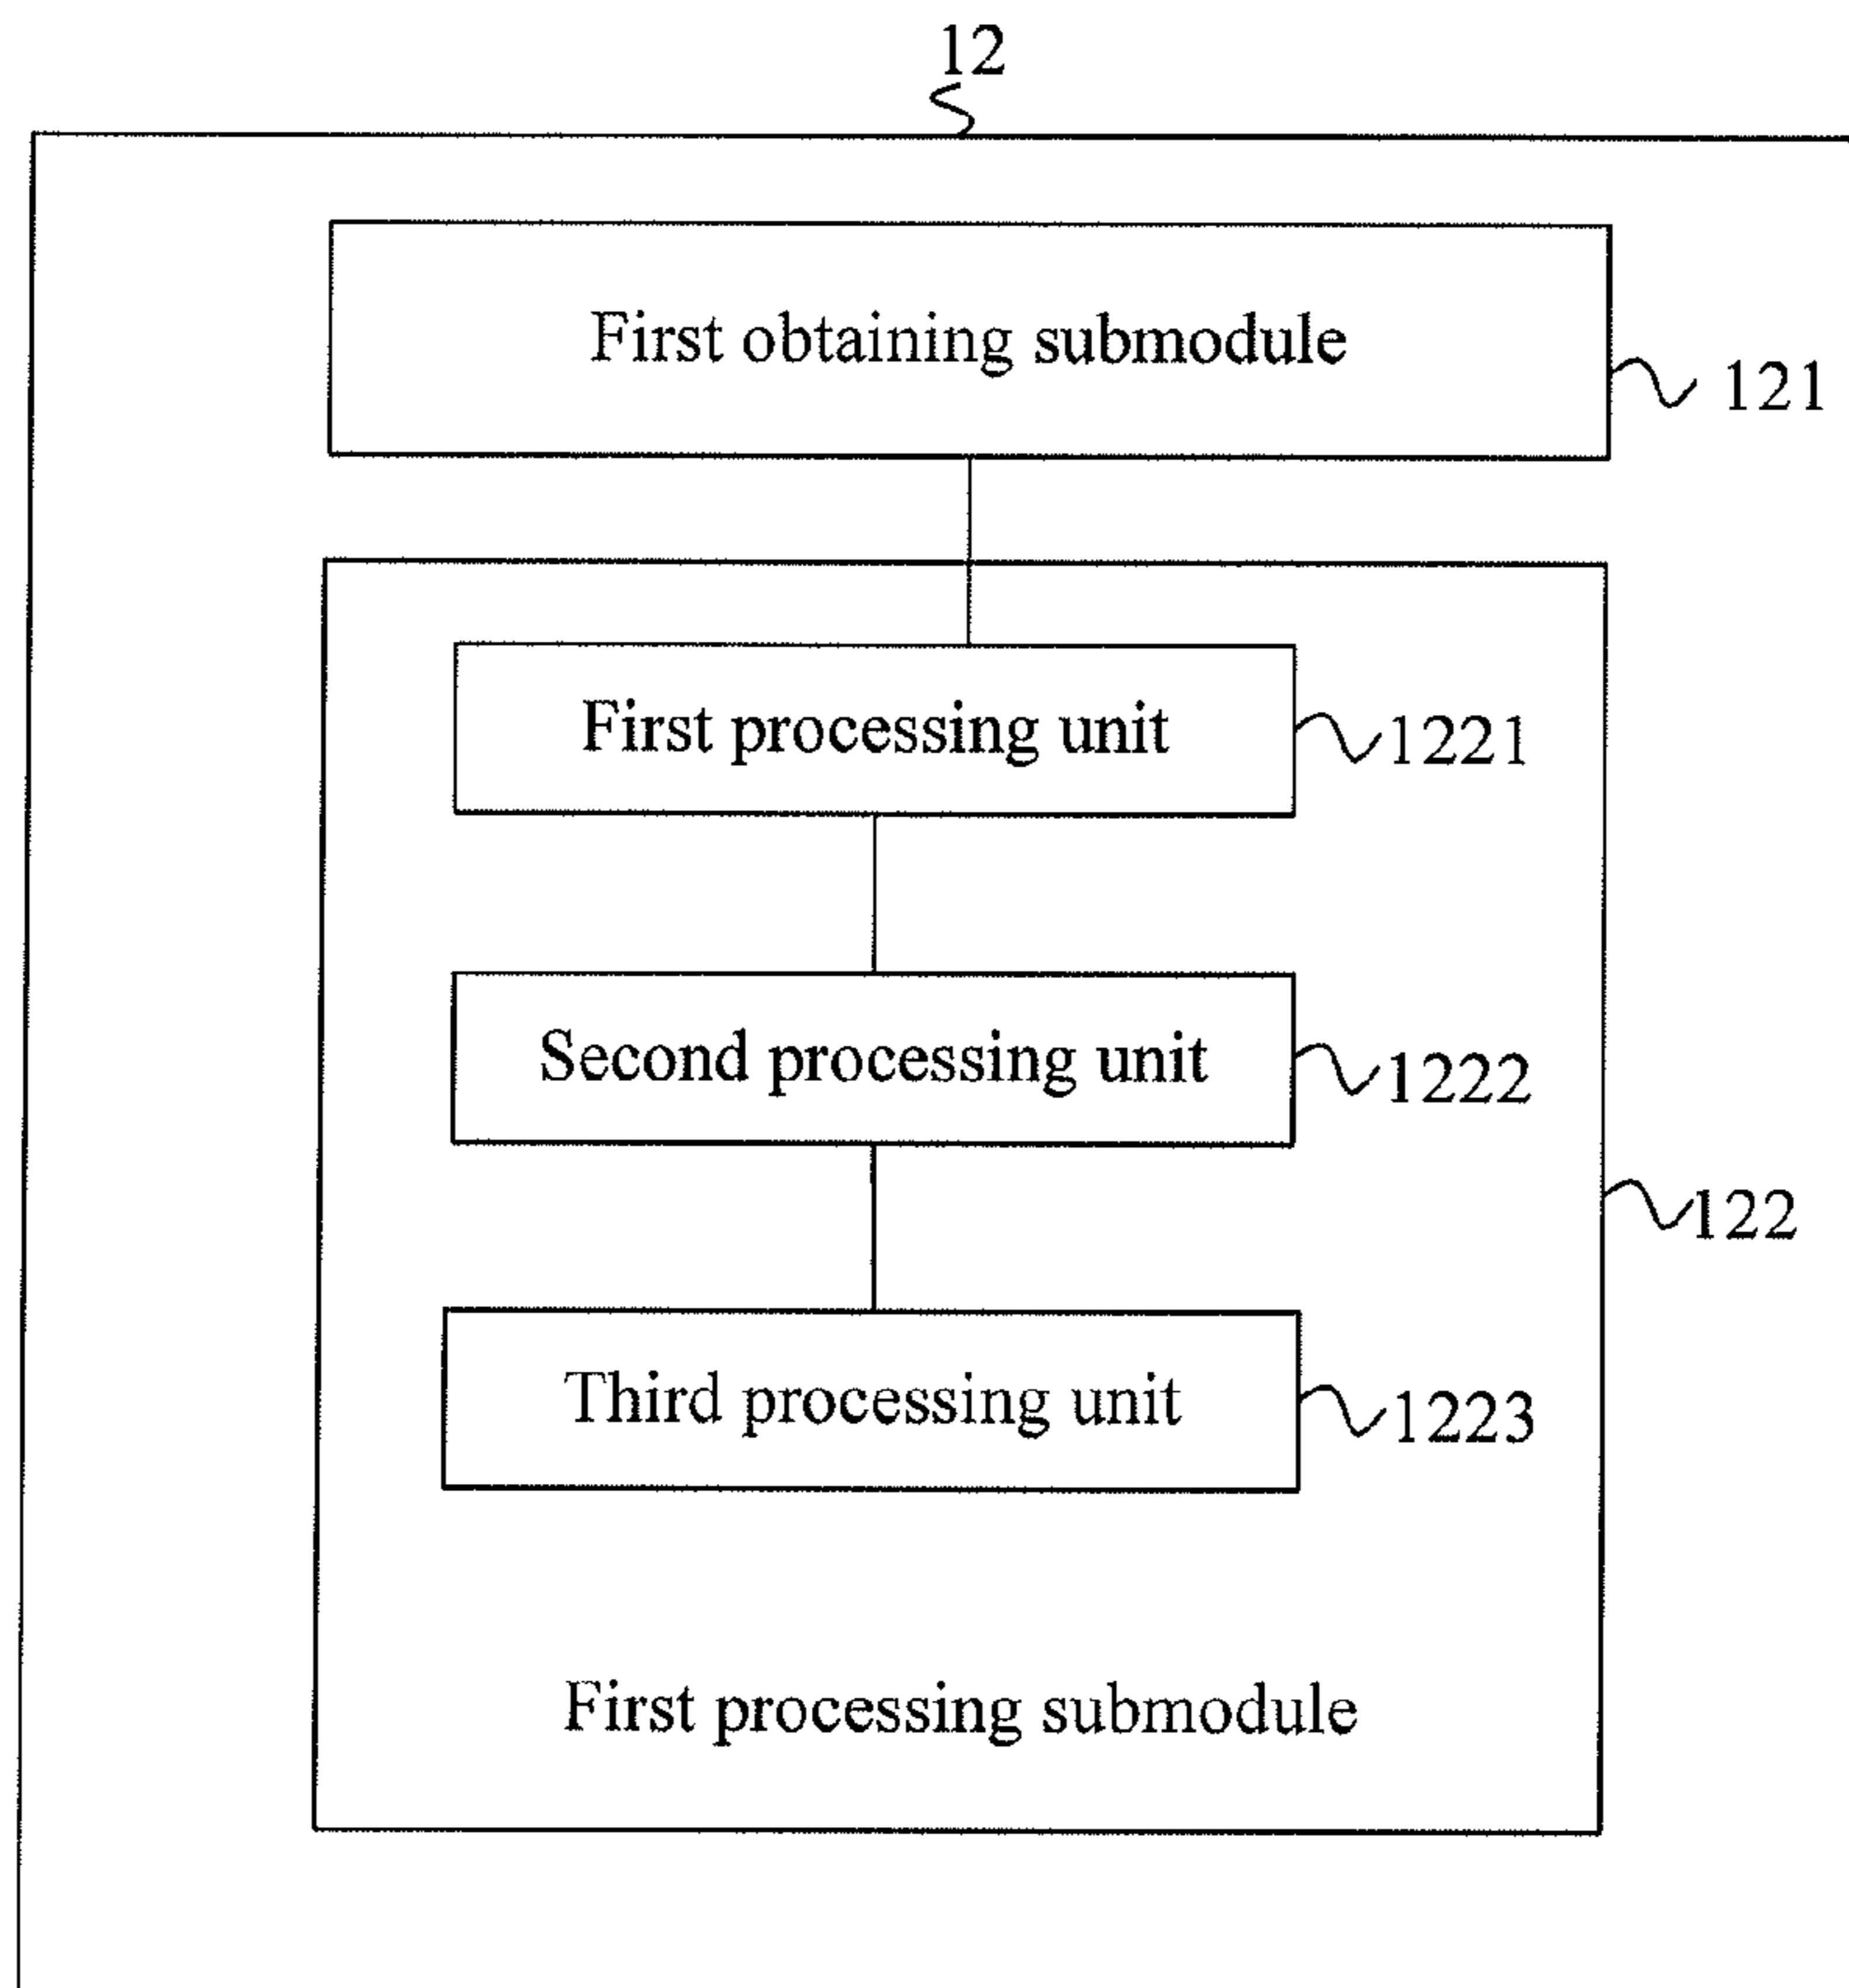 12
First obtaining submodule
121
First processing unit
1221
Second processing unit
1222
122
Third processing unit
1223
First processing submodule